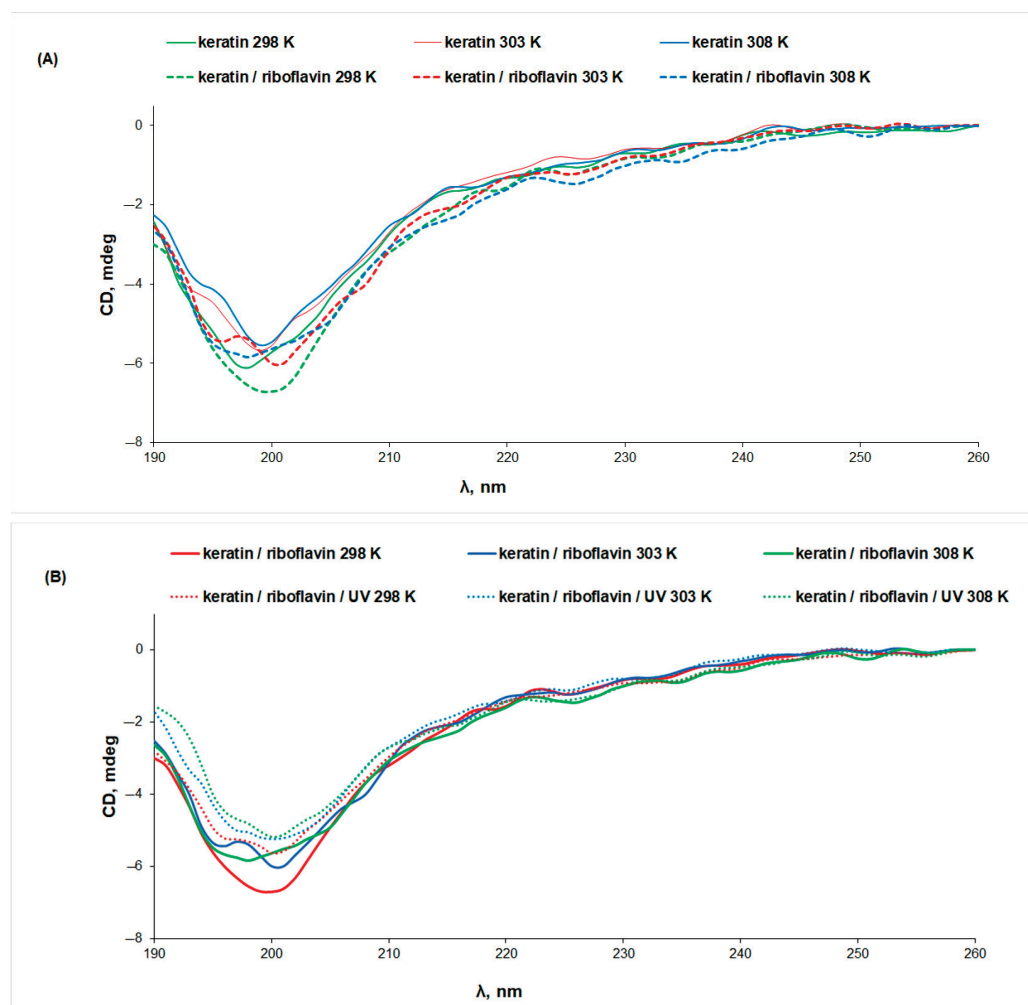 (A)
keratin 298 K keratin 303 K keratin 308 K
keratin / riboflavin 298 K keratin / riboflavin 303 K keratin / riboflavin 308 K
0
–2
–4
–6
–8
CD, mdeg
190 200 210 220 230 240 250 260
λ, nm
(B)
keratin / riboflavin 298 K keratin / riboflavin 303 K keratin / riboflavin 308 K
keratin / riboflavin / UV 298 K keratin / riboflavin / UV 303 K keratin / riboflavin / UV 308 K
0
–2
–4
–6
–8
CD, mdeg
190 200 210 220 230 240 250 260
λ, nm